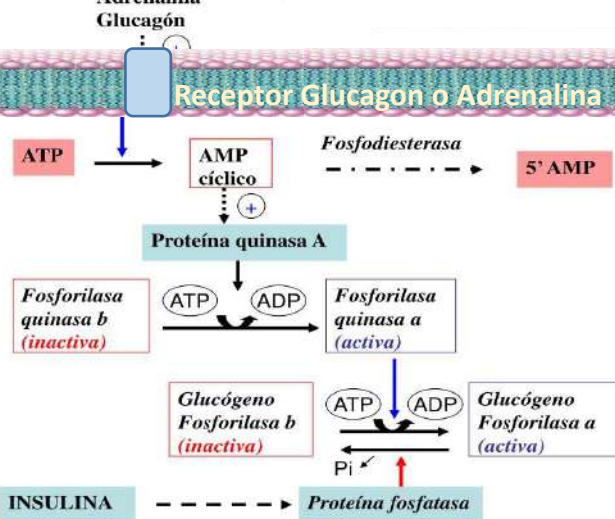 Adrenalina
Glucagón
+
Receptor Glucagon o Adrenalina
ATP
AMP
cíclico
Fosfodiesterasa
5' AMP
+
Proteína quinasa A
Fosforilasa
quinasa b
(inactiva)
ATP
ADP
Fosforilasa
quinasa a
(activa)
Glucógeno
Fosforilasa b
(inactiva)
ATP
ADP
Pi
Glucógeno
Fosforilasa a
(activa)
INSULINA
Proteína fosfatasa